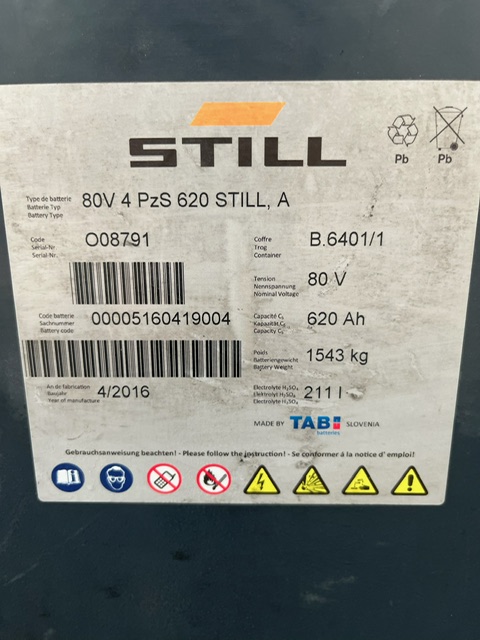 STILL
Pb
Pb
Type de batterie
Batterie Typ
Battery Type
80V 4 PzS 620 STILL, A
Code
Serial-Nr
Serial-Nr.
O08791
Coffre
Trog
Container
B.6401/1
Tension
Nennspannung
Nominal Voltage
80 V
Code batterie
Sachnummer
Battery code
00005160419004
Capacité C₅
Kapazität C₅
Capacity C₅
620 Ah
Poids
Batteriegewicht
Battery Weight
1543 kg
An de fabrication
Baujahr
Year of manufacture
4/2016
Electrolyte H₂SO₄
Elektrolyt H₂SO₄
Electrolyte H₂SO₄
211 l
MADE BY TAB batteries SLOVENIA
Gebrauchsanweisung beachten! - Please follow the instruction! - Se conformer à la notice d'emploi!